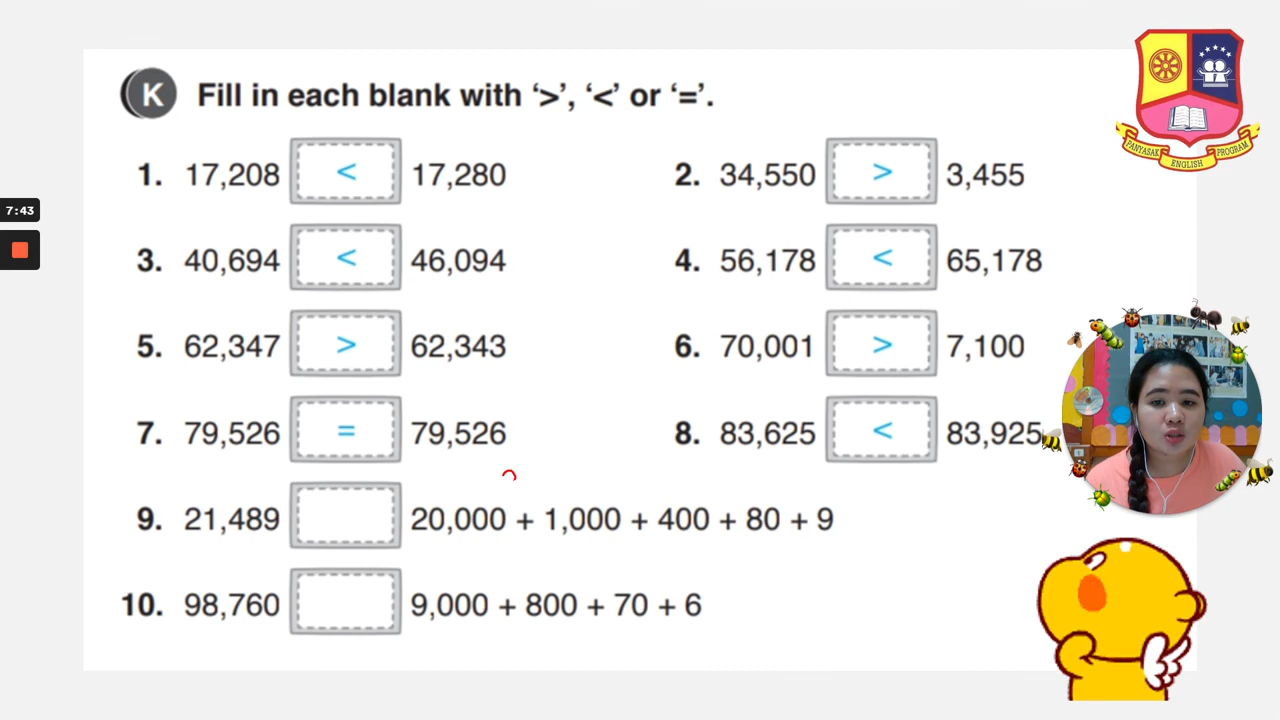 K Fill in each blank with ‘>’, ‘<’ or ‘=’.
1. 17,208 < 17,280
2. 34,550 > 3,455
3. 40,694 < 46,094
4. 56,178 < 65,178
5. 62,347 > 62,343
6. 70,001 > 7,100
7. 79,526 = 79,526
8. 83,625 < 83,925
9. 21,489 20,000 + 1,000 + 400 + 80 + 9
10. 98,760 9,000 + 800 + 70 + 6
7:43
PANYASAK ENGLISH PROGRAM